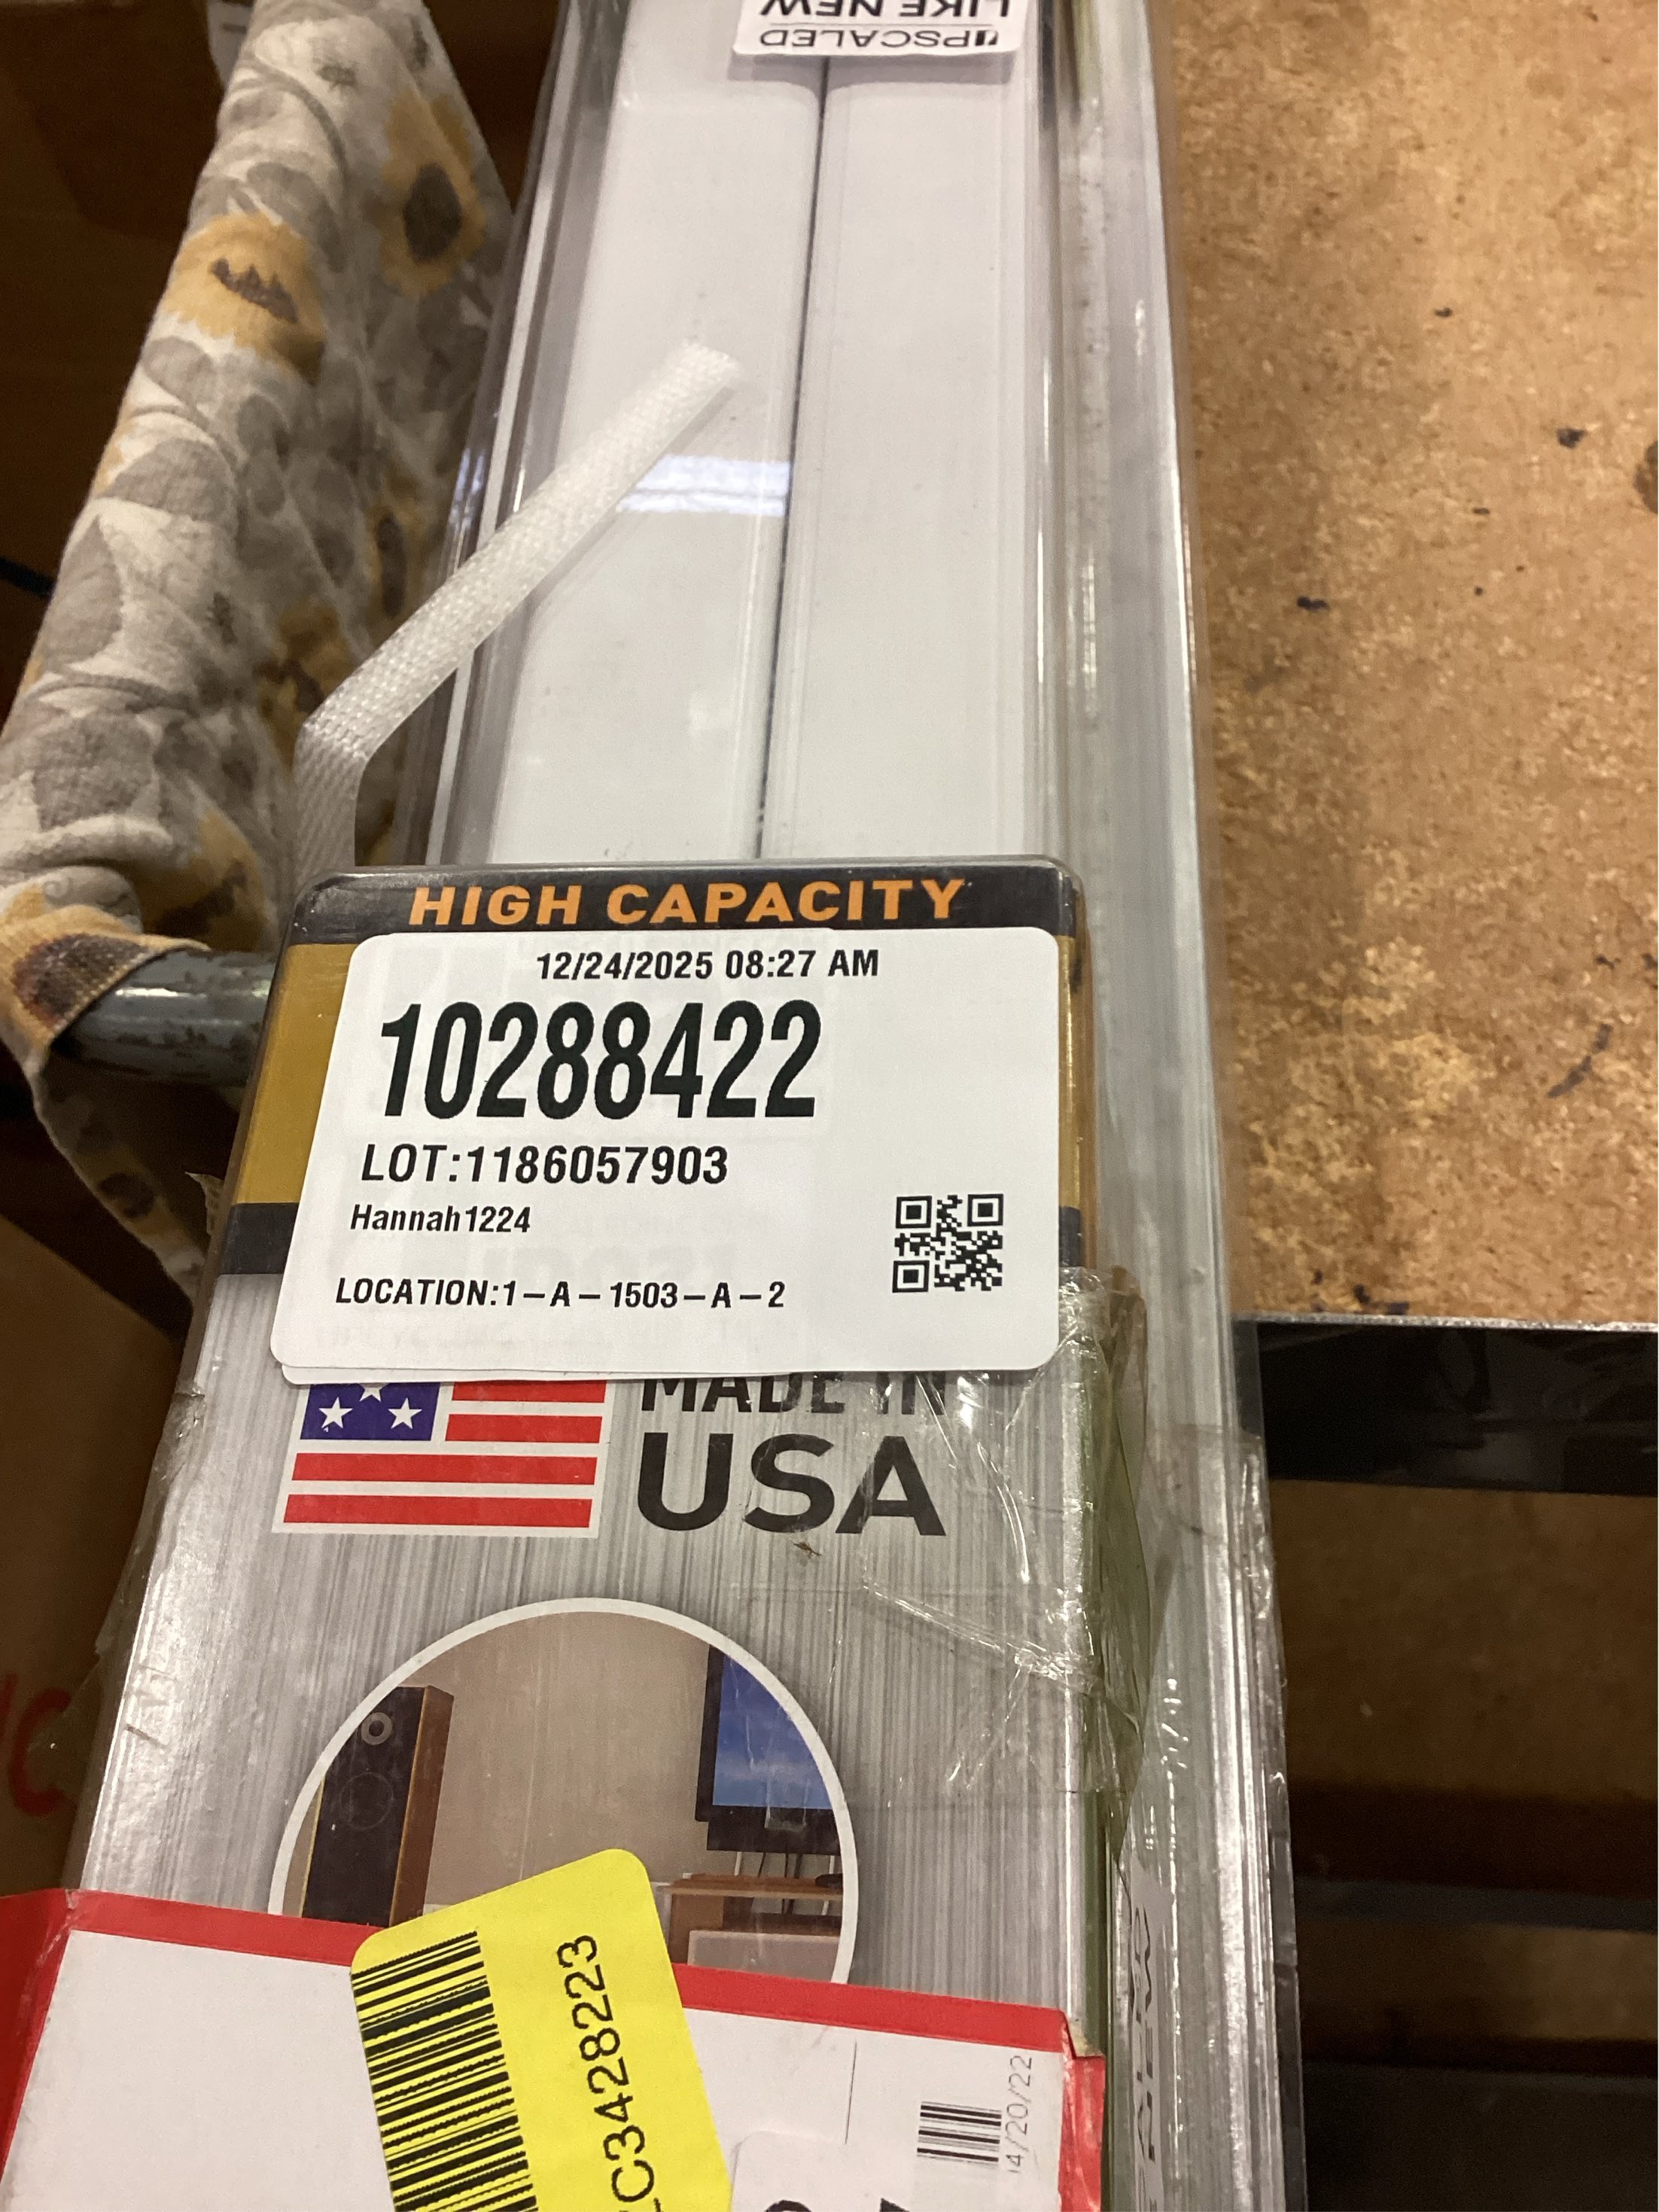 UPSCALED
LIKE NEW
HIGH CAPACITY
12/24/2025 08:27 AM
10288422
LOT:1186057903
Hannah1224
LOCATION:1-A-1503-A-2
MADE IN
USA
C3428223
4/20/22